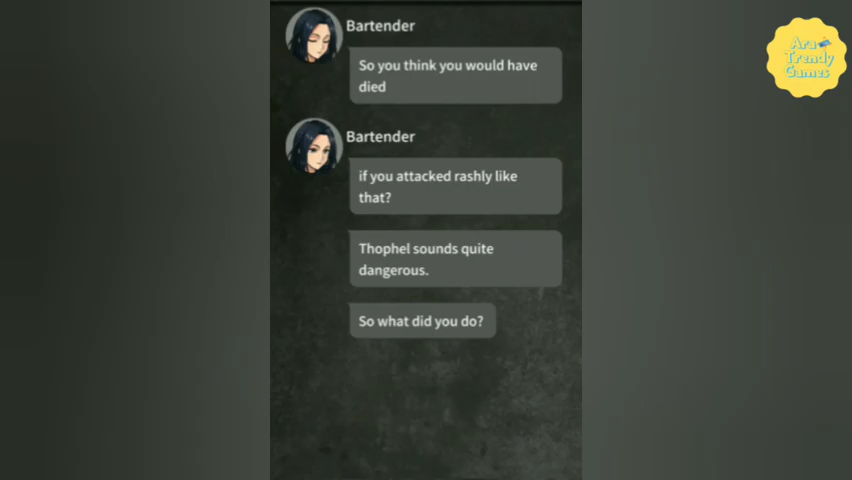 Bartender
So you think you would have
died
Bartender
if you attacked rashly like
that?
Thophel sounds quite
dangerous.
So what did you do?
Ara
Trendy
Games